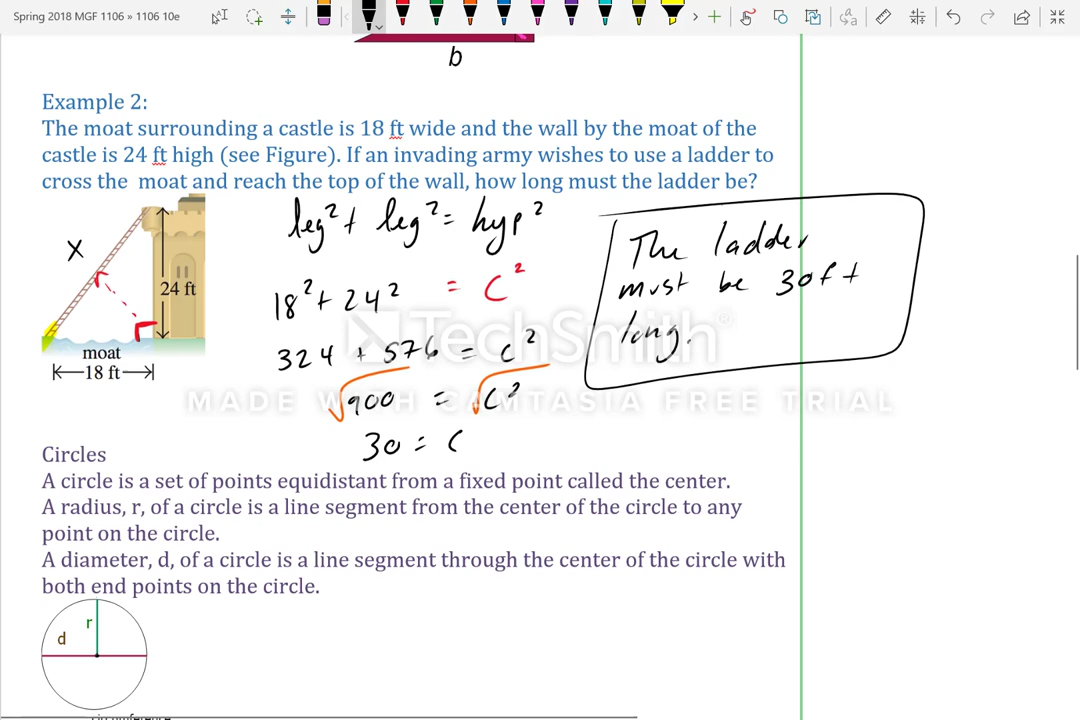 Spring 2018 MGF 1106 » 1106 10e
b
Example 2:
The moat surrounding a castle is 18 ft wide and the wall by the moat of the
castle is 24 ft high (see Figure). If an invading army wishes to use a ladder to
cross the moat and reach the top of the wall, how long must the ladder be?
X
24 ft
moat
18 ft
leg² + leg² = hyp²
18² + 24² = c²
324 + 576 = c²
√900 = √c²
30 = c
The ladder
must be 30ft
long.
TechSmith®
MADE WITH CAMTASIA FREE TRIAL
Circles
A circle is a set of points equidistant from a fixed point called the center.
A radius, r, of a circle is a line segment from the center of the circle to any
point on the circle.
A diameter, d, of a circle is a line segment through the center of the circle with
both end points on the circle.
r
d